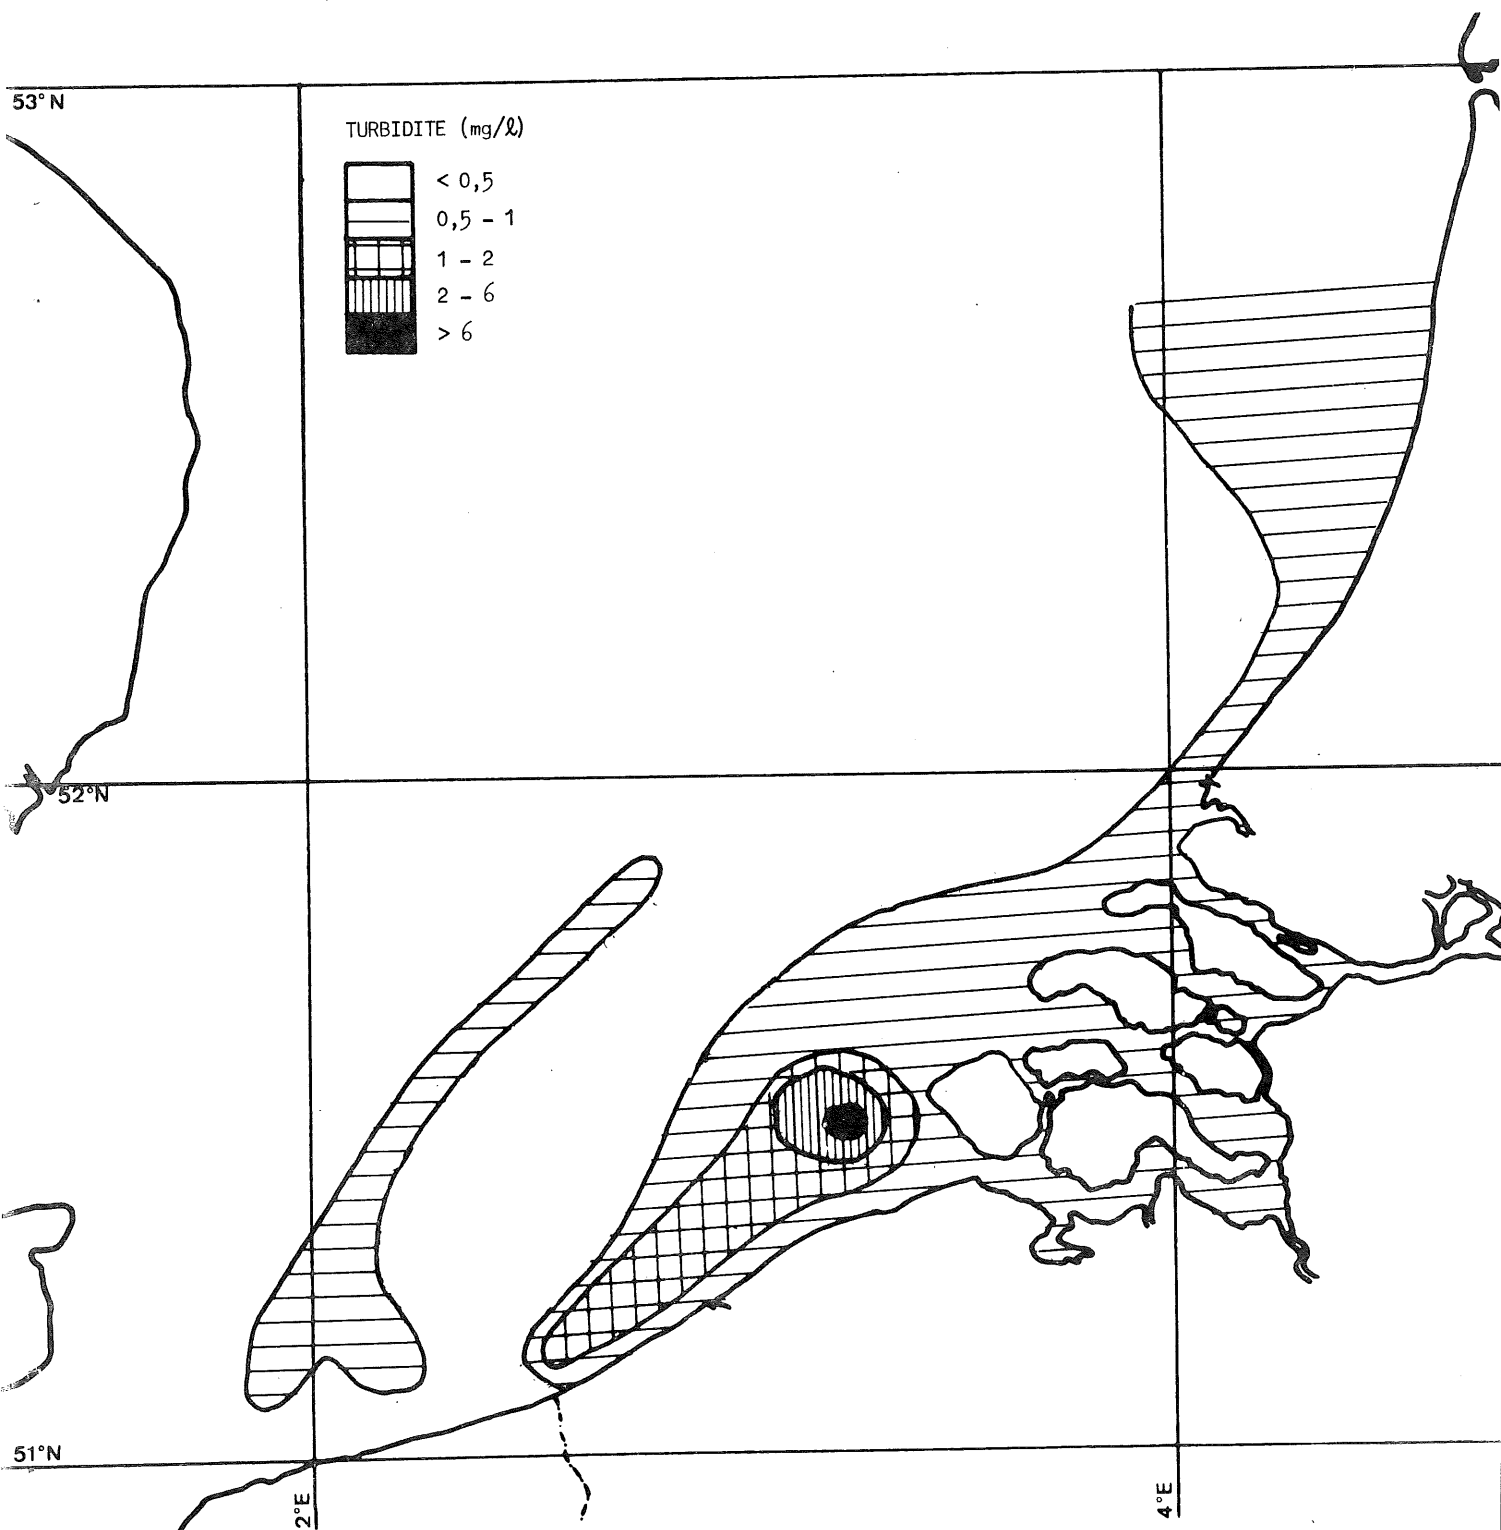 53° N
TURBIDITE (mg/ℓ)
< 0,5
0,5 - 1
1 - 2
2 - 6
> 6
52°N
51°N
2°E
4°E